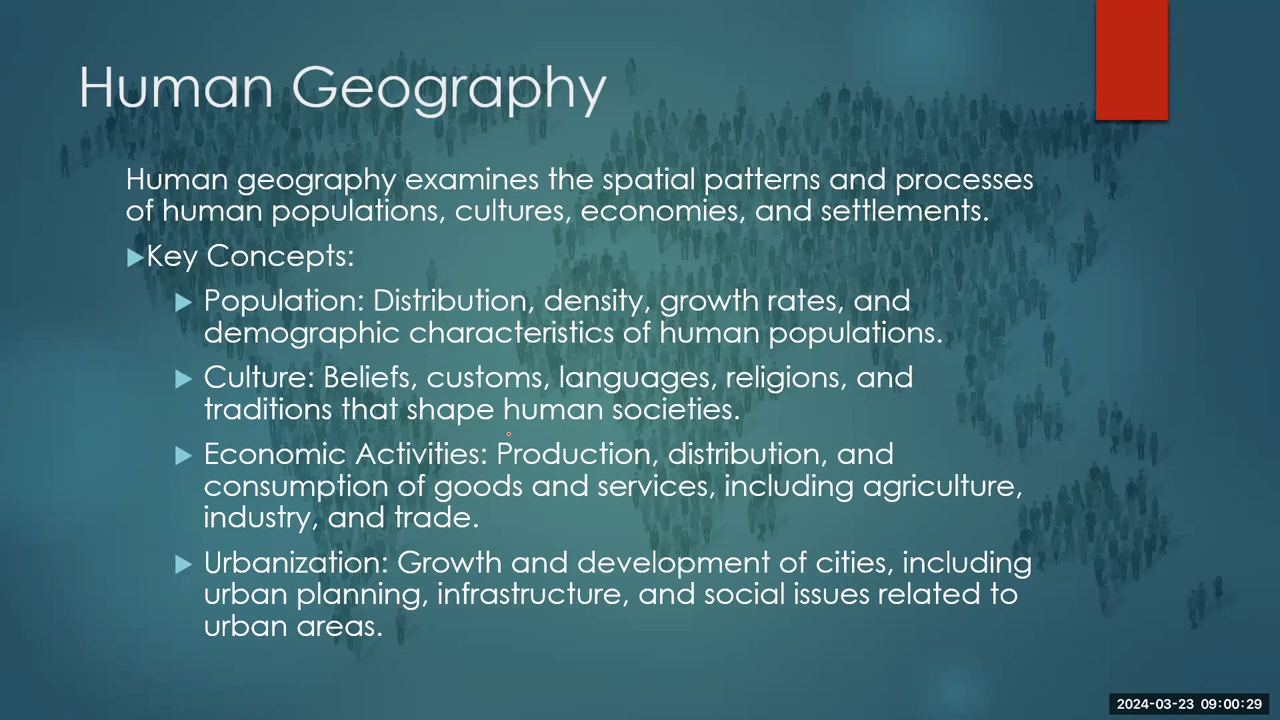 Human Geography
Human geography examines the spatial patterns and processes
of human populations, cultures, economies, and settlements.
Key Concepts:
Population: Distribution, density, growth rates, and
demographic characteristics of human populations.
Culture: Beliefs, customs, languages, religions, and
traditions that shape human societies.
Economic Activities: Production, distribution, and
consumption of goods and services, including agriculture,
industry, and trade.
Urbanization: Growth and development of cities, including
urban planning, infrastructure, and social issues related to
urban areas.
2024-03-23 09:00:29